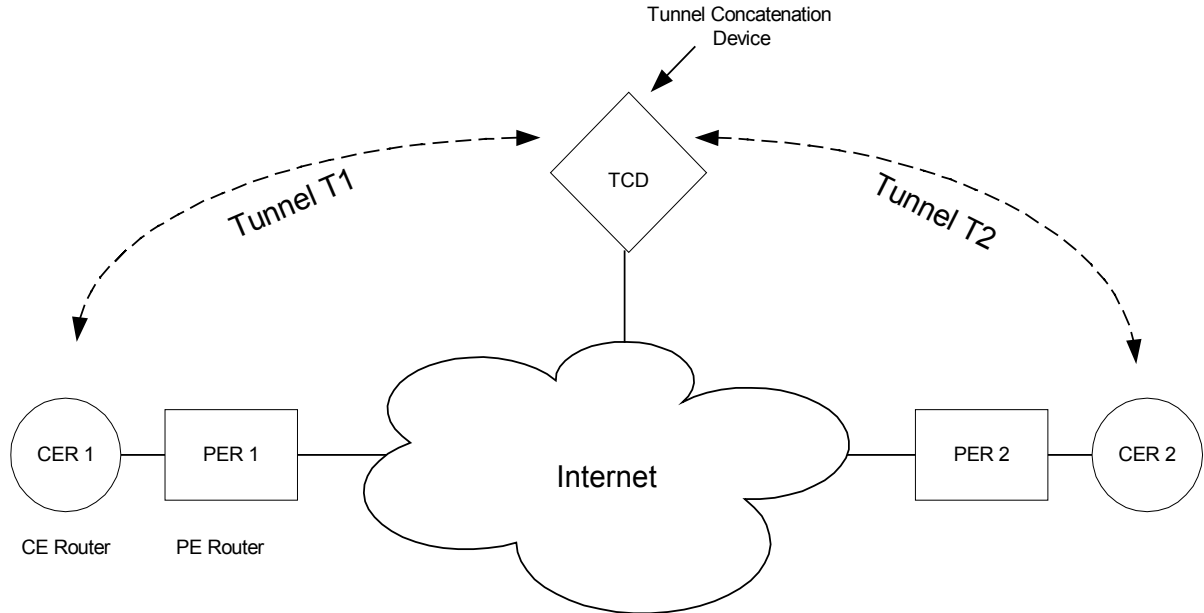 Tunnel Concatenation
Device
TCD
Tunnel T1
Tunnel T2
CER 1
PER 1
Internet
PER 2
CER 2
CE Router
PE Router